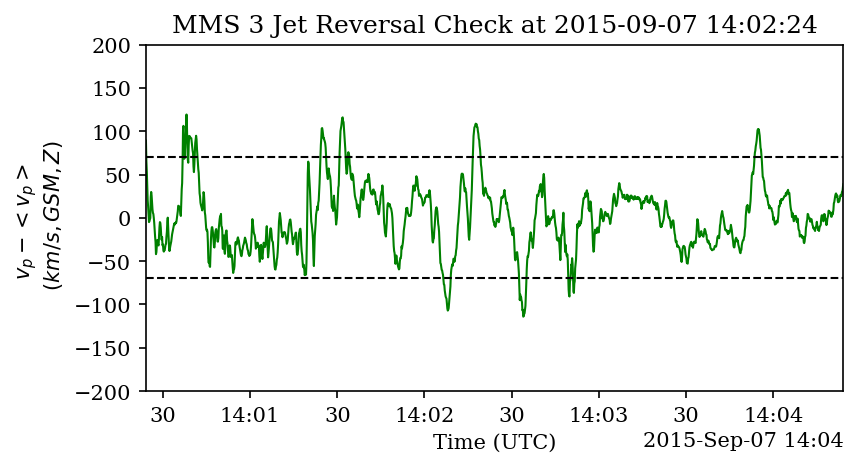 MMS 3 Jet Reversal Check at 2015-09-07 14:02:24
200
150
100
50
0
−50
−100
−150
−200
v_p − < v_p >
(km/s, GSM, Z)
30 14:01 30 14:02 30 14:03 30 14:04
Time (UTC)
2015-Sep-07 14:04